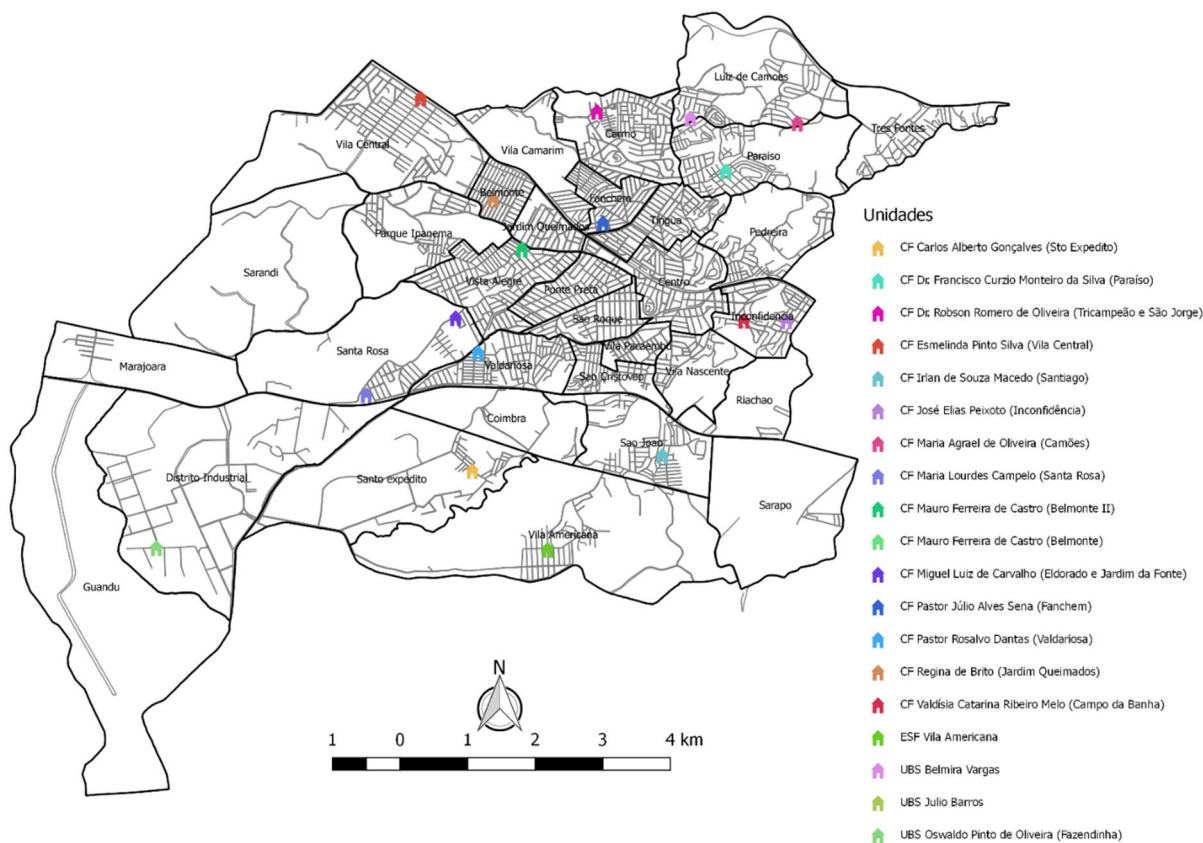 Luiz de Camoes
Tres Fontes
Carmo
Vila Central
Vila Camarim
Paraiso
Belmonte
Fanchem
Tingua
Jardim Queimados
Parque Ipanema
Pedreira
Sarandi
Vista Alegre
Ponte Preta
Centro
Inconfidencia
Sao Roque
Santa Rosa
Vila Pacaembu
Marajoara
Valdariosa
Sao Cristovao
Vila Nascente
Riachao
Coimbra
Sao Joao
Distrito Industrial
Santo expedito
Sarapo
Vila Americana
Guandu
N
1 0 1 2 3 4 km
Unidades
CF Carlos Alberto Gonçalves (Sto Expedito)
CF Dr. Francisco Curzio Monteiro da Silva (Paraíso)
CF Dr. Robson Romero de Oliveira (Tricampeão e São Jorge)
CF Esmelinda Pinto Silva (Vila Central)
CF Irlan de Souza Macedo (Santiago)
CF José Elias Peixoto (Inconfidência)
CF Maria Agrael de Oliveira (Camões)
CF Maria Lourdes Campelo (Santa Rosa)
CF Mauro Ferreira de Castro (Belmonte II)
CF Mauro Ferreira de Castro (Belmonte)
CF Miguel Luiz de Carvalho (Eldorado e Jardim da Fonte)
CF Pastor Júlio Alves Sena (Fanchem)
CF Pastor Rosalvo Dantas (Valdariosa)
CF Regina de Brito (Jardim Queimados)
CF Valdísia Catarina Ribeiro Melo (Campo da Banha)
ESF Vila Americana
UBS Belmira Vargas
UBS Julio Barros
UBS Oswaldo Pinto de Oliveira (Fazendinha)